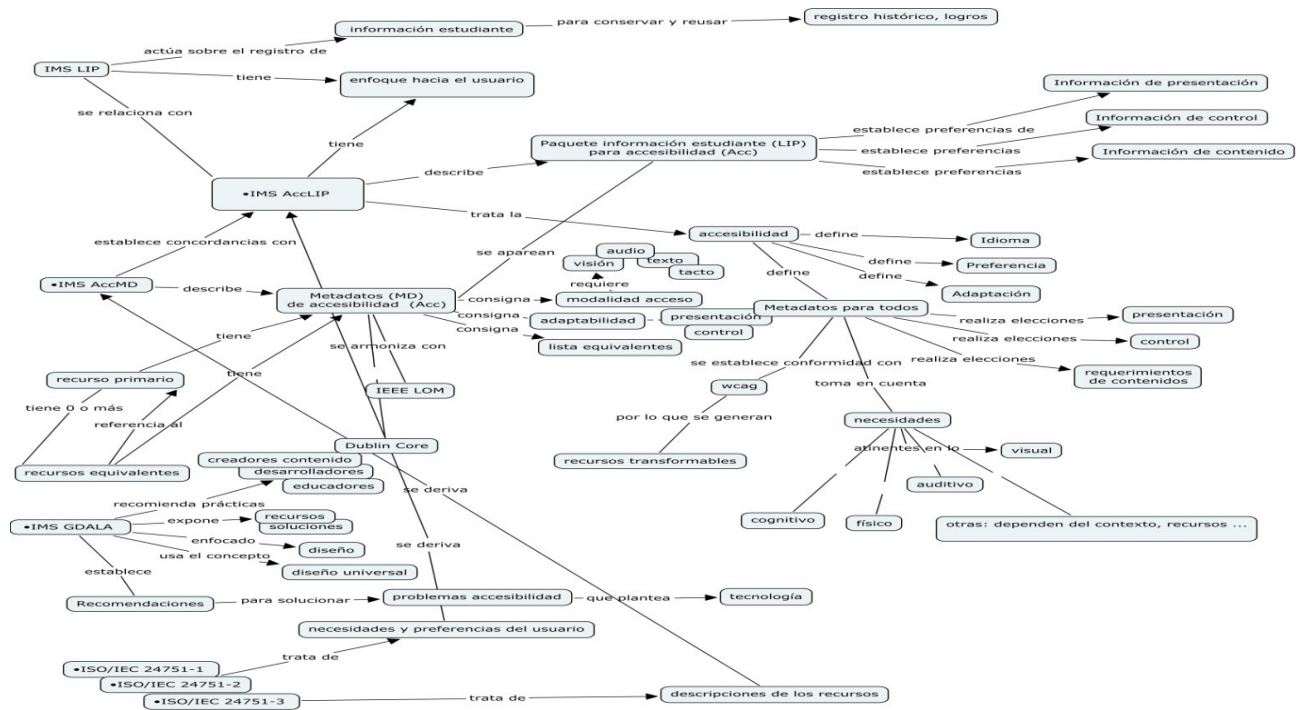 registro histórico, logros
para conservar y reusar
información estudiante
actúa sobre el registro de
IMS LIP
tiene
enfoque hacia el usuario
Información de presentación
se relaciona con
Información de control
establece preferencias de
tiene
Paquete información estudiante (LIP)
para accesibilidad (Acc)
establece preferencias
Información de contenido
establece preferencias
describe
•IMS AccLIP
trata la
accesibilidad
define
Idioma
establece concordancias con
se aparean
audio
visión
texto
tacto
define
Preferencia
define
define
requiere
•IMS AccMD
describe
Metadatos (MD)
de accesibilidad (Acc)
consigna
modalidad acceso
Adaptación
Metadatos para todos
realiza elecciones
presentación
consigna
adaptabilidad
presentación
control
consigna
lista equivalentes
tiene
realiza elecciones
control
se armoniza con
realiza elecciones
requerimientos
de contenidos
se establece conformidad con
recurso primario
tiene
IEEE LOM
wcag
toma en cuenta
tiene 0 o más
referencia al
por lo que se generan
necesidades
Dublin Core
atinentes en lo
visual
recursos equivalentes
creadores contenido
desarrolladores
educadores
recursos transformables
auditivo
se deriva
recomienda prácticas
cognitivo
físico
otras: dependen del contexto, recursos ...
•IMS GDALA
expone
recursos
soluciones
enfocado
diseño
se deriva
usa el concepto
diseño universal
establece
Recomendaciones
para solucionar
problemas accesibilidad
que plantea
tecnología
necesidades y preferencias del usuario
trata de
•ISO/IEC 24751-1
•ISO/IEC 24751-2
•ISO/IEC 24751-3
trata de
descripciones de los recursos